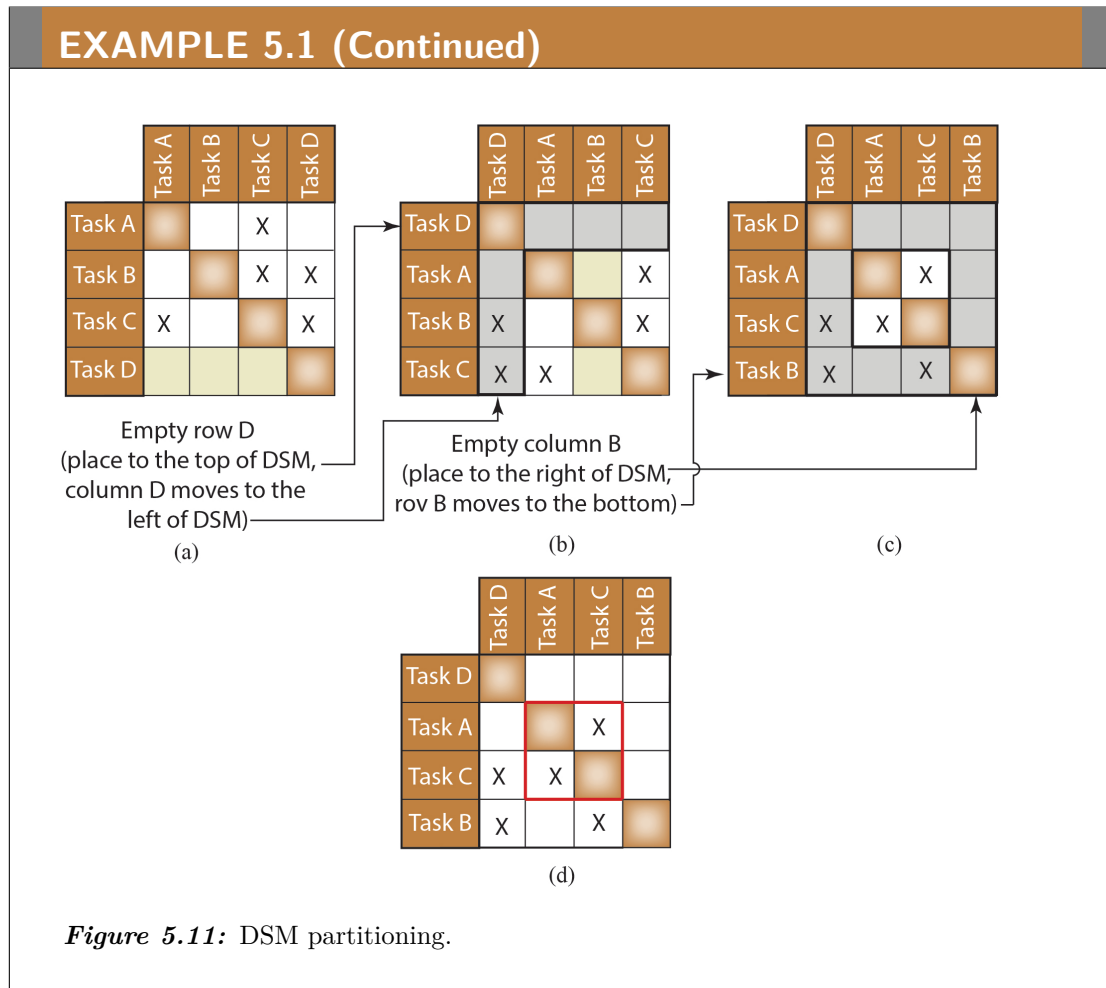 EXAMPLE 5.1 (Continued)
Task A Task B Task C Task D
Task A X
Task B X X
Task C X X
Task D
Empty row D
(place to the top of DSM,
column D moves to the
left of DSM)
(a)
Task D Task A Task B Task C
Task D
Task A X
Task B X X
Task C X X
Empty column B
(place to the right of DSM,
rov B moves to the bottom)
(b)
Task D Task A Task C Task B
Task D
Task A X
Task C X X
Task B X X
(c)
Task D Task A Task C Task B
Task D
Task A X
Task C X X
Task B X X
(d)
Figure 5.11: DSM partitioning.